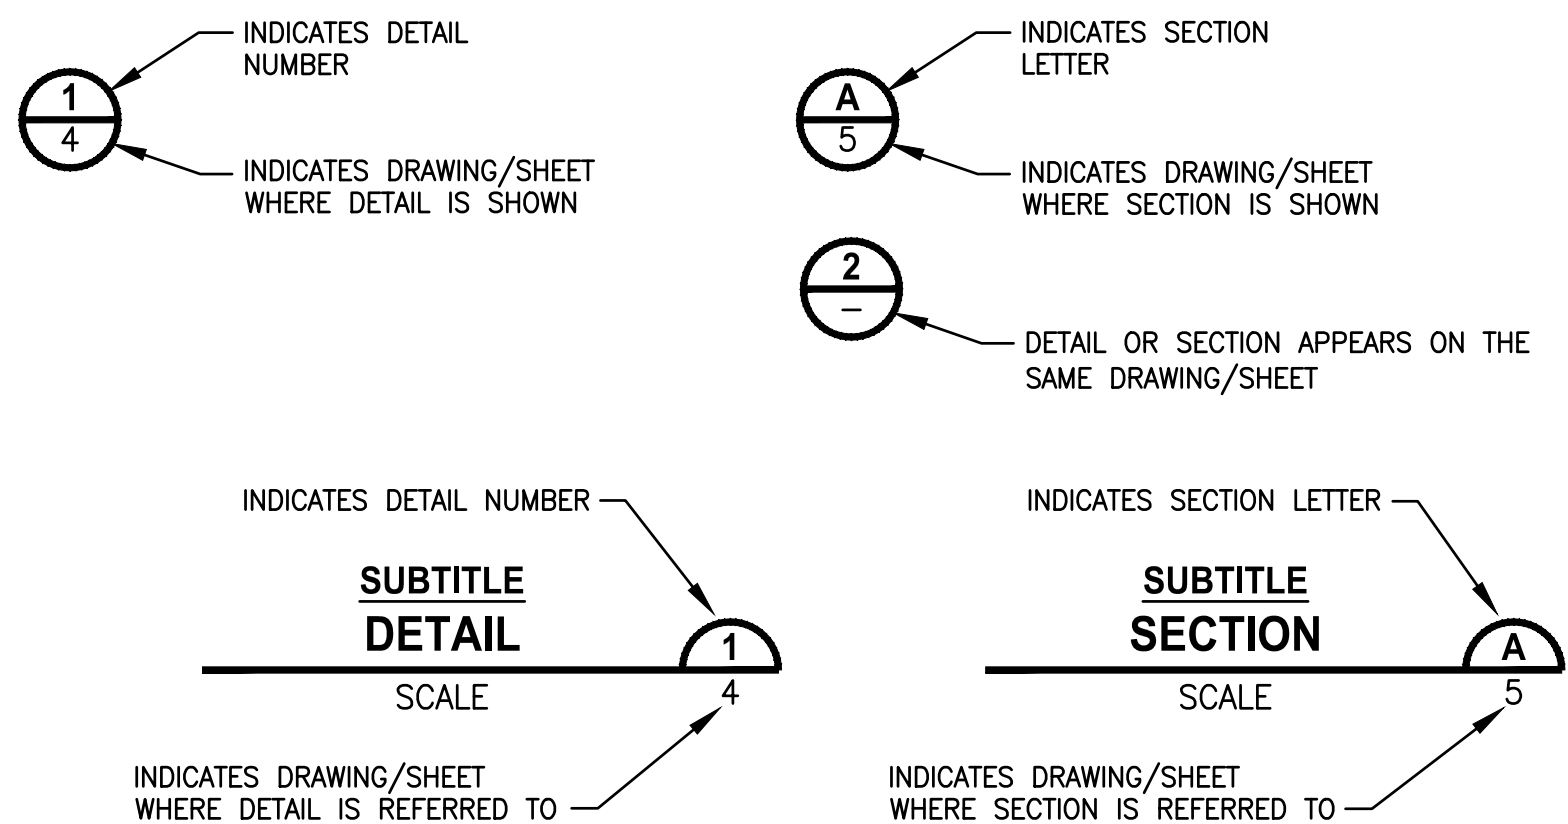 INDICATES DETAIL
NUMBER
1
4
INDICATES DRAWING/SHEET
WHERE DETAIL IS SHOWN
INDICATES SECTION
LETTER
A
5
INDICATES DRAWING/SHEET
WHERE SECTION IS SHOWN
2
–
DETAIL OR SECTION APPEARS ON THE
SAME DRAWING/SHEET
INDICATES DETAIL NUMBER
SUBTITLE
DETAIL
1
SCALE
4
INDICATES DRAWING/SHEET
WHERE DETAIL IS REFERRED TO
INDICATES SECTION LETTER
SUBTITLE
SECTION
A
SCALE
5
INDICATES DRAWING/SHEET
WHERE SECTION IS REFERRED TO